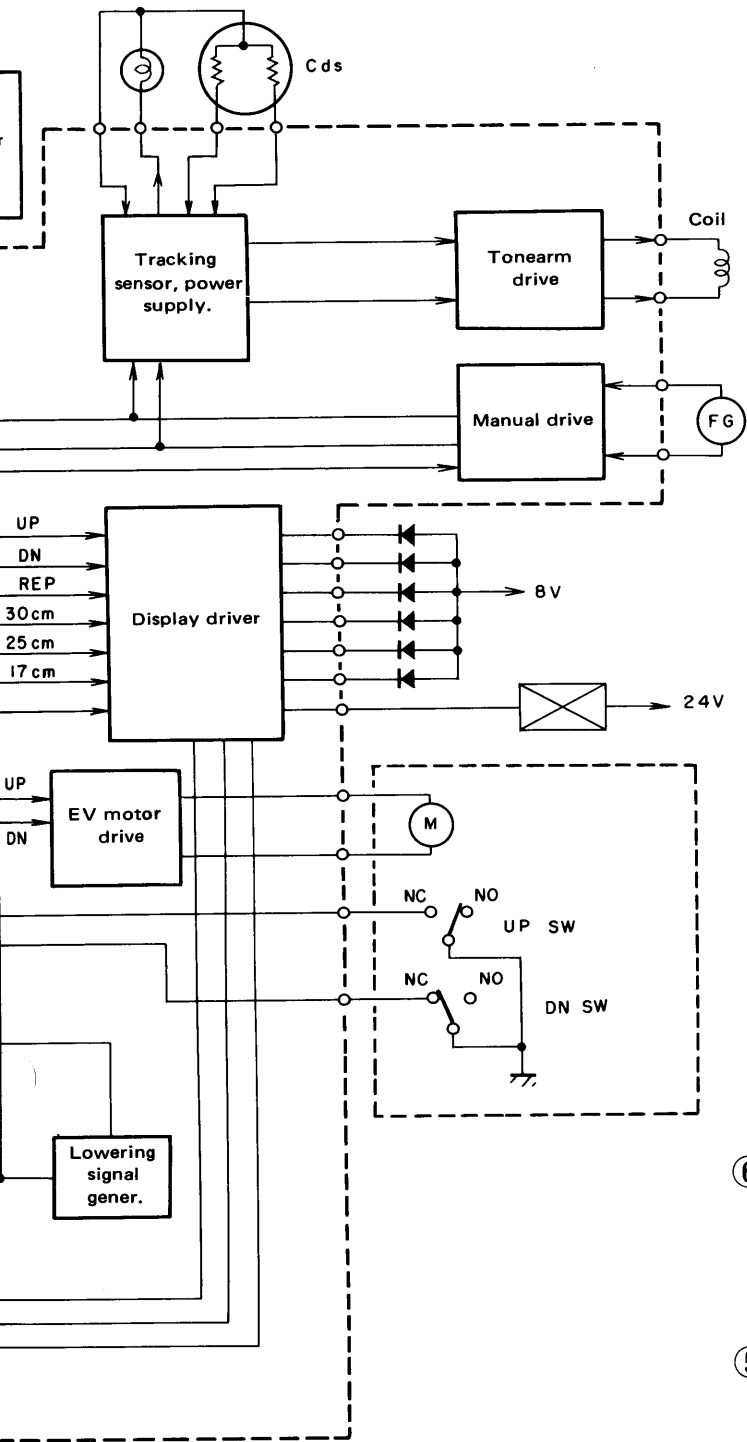 Cds
Coil
Tracking
sensor, power
supply.
Tonearm
drive
Manual drive
FG
UP
DN
REP
30cm
25cm
17cm
Display driver
8V
24V
UP
DN
EV motor
drive
M
NC
NO
UP SW
NC
NO
DN SW
Lowering
signal
gener.